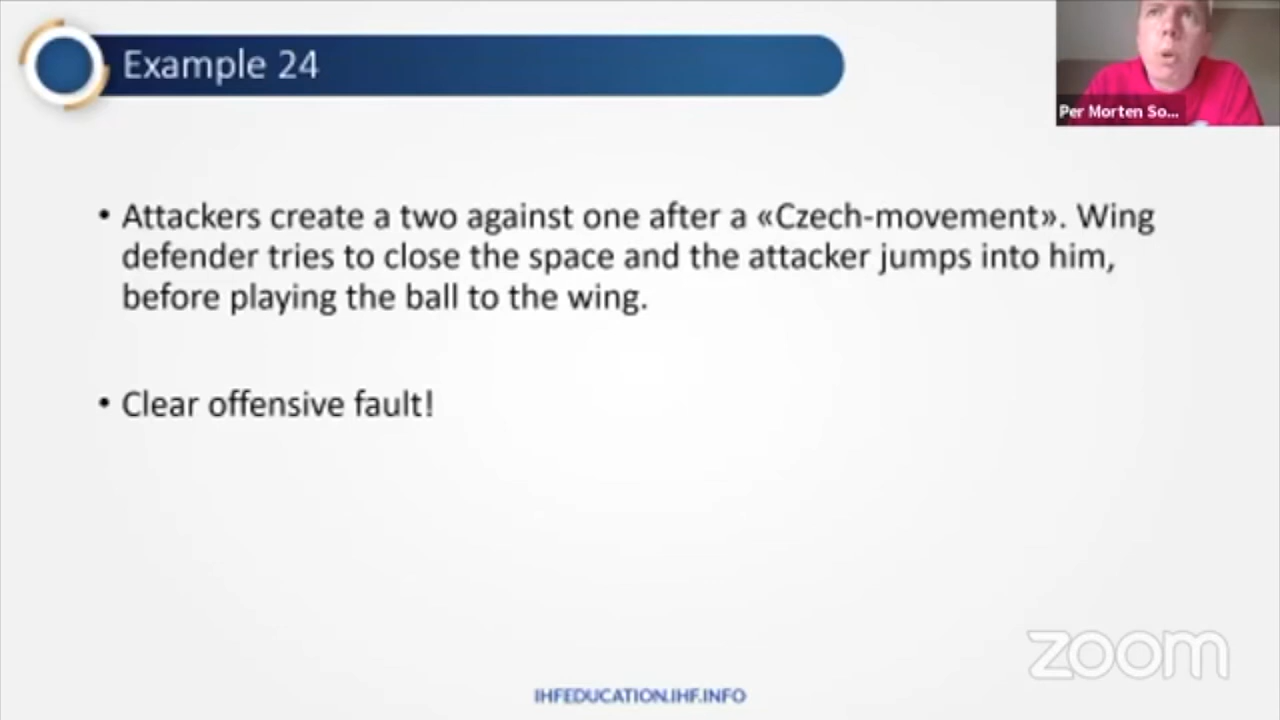 Example 24
Per Morten So...
• Attackers create a two against one after a «Czech-movement». Wing
defender tries to close the space and the attacker jumps into him,
before playing the ball to the wing.
• Clear offensive fault!
zoom
IHFEDUCATION.IHF.INFO